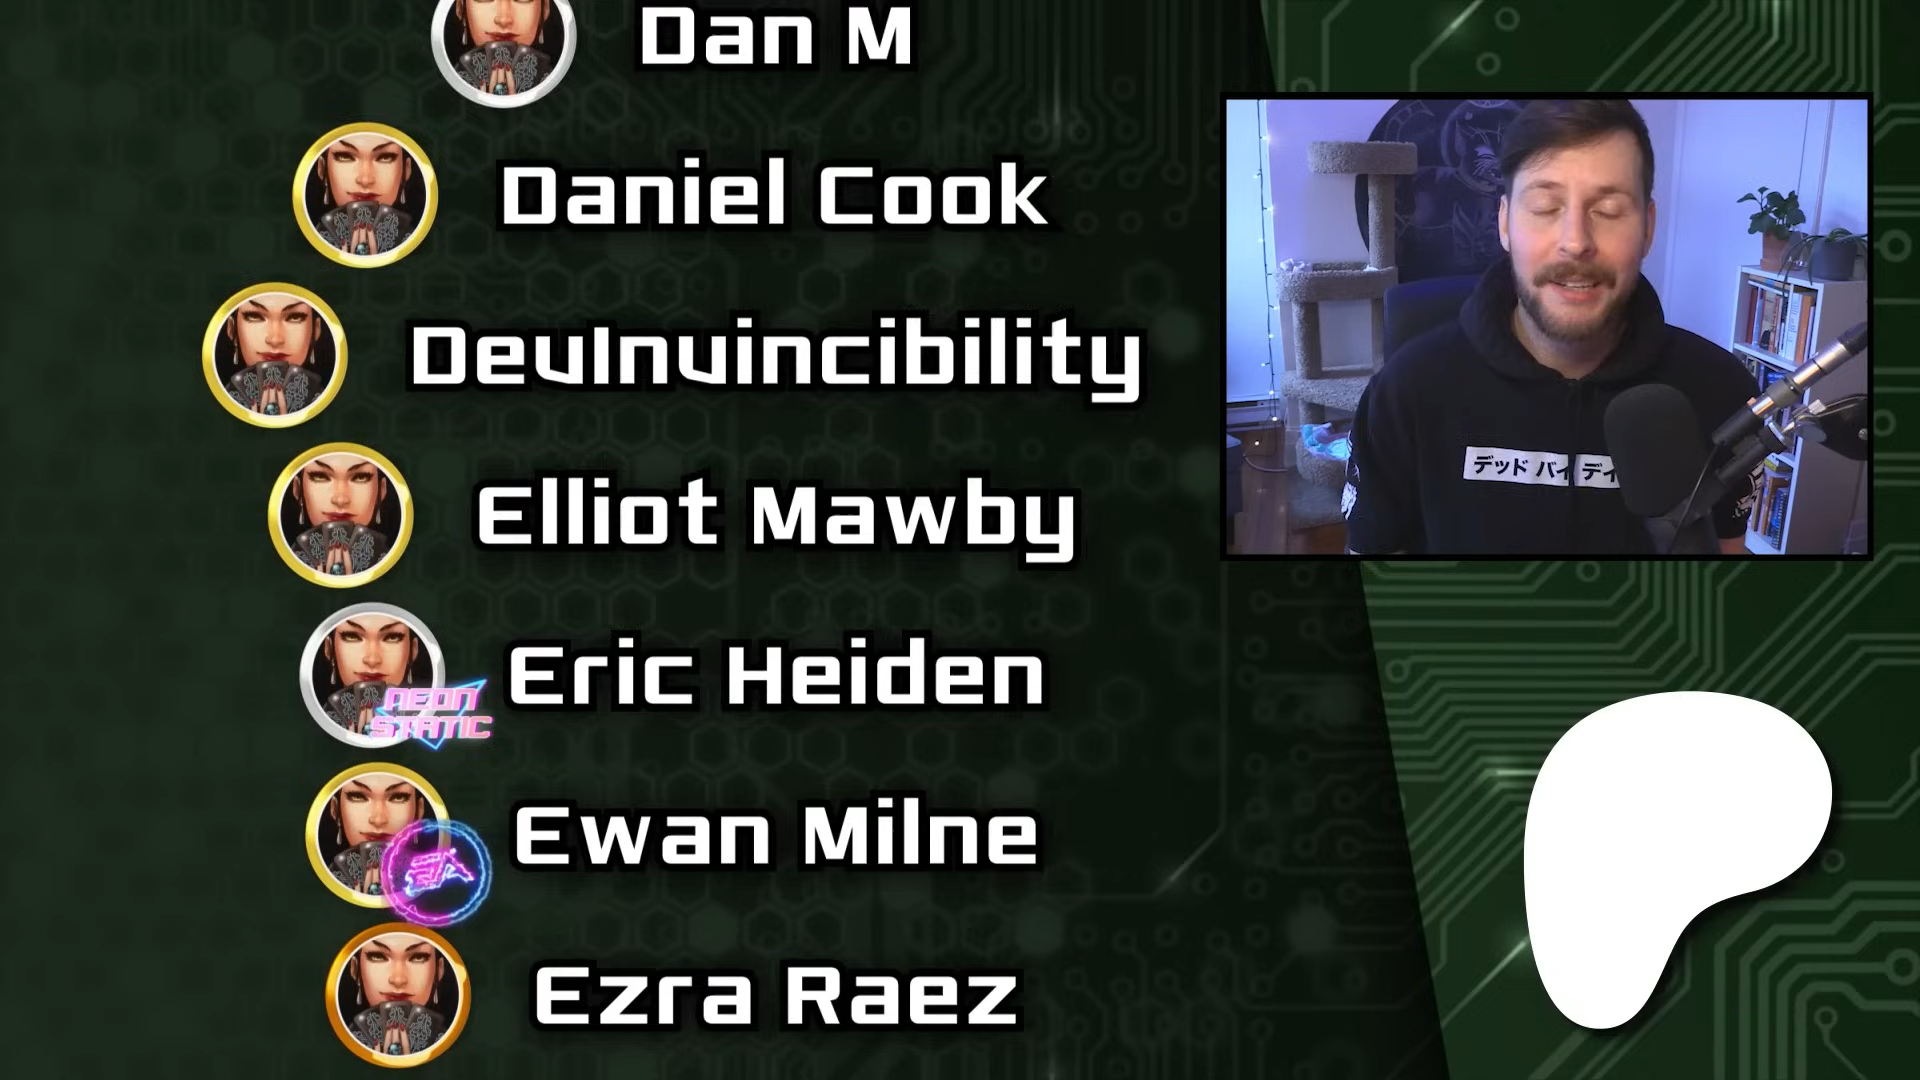 Dan M
Daniel Cook
DevInvincibility
Elliot Mawby
Eric Heiden
NEON
STATIC
Ewan Milne
Ezra Raez
デッド バイ デイ